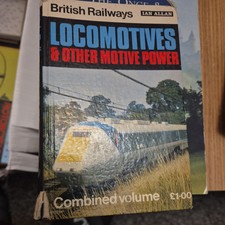 British Railways
IAN ALLAN
LOCOMOTIVES
& OTHER MOTIVE POWER
Combined volume £1·00